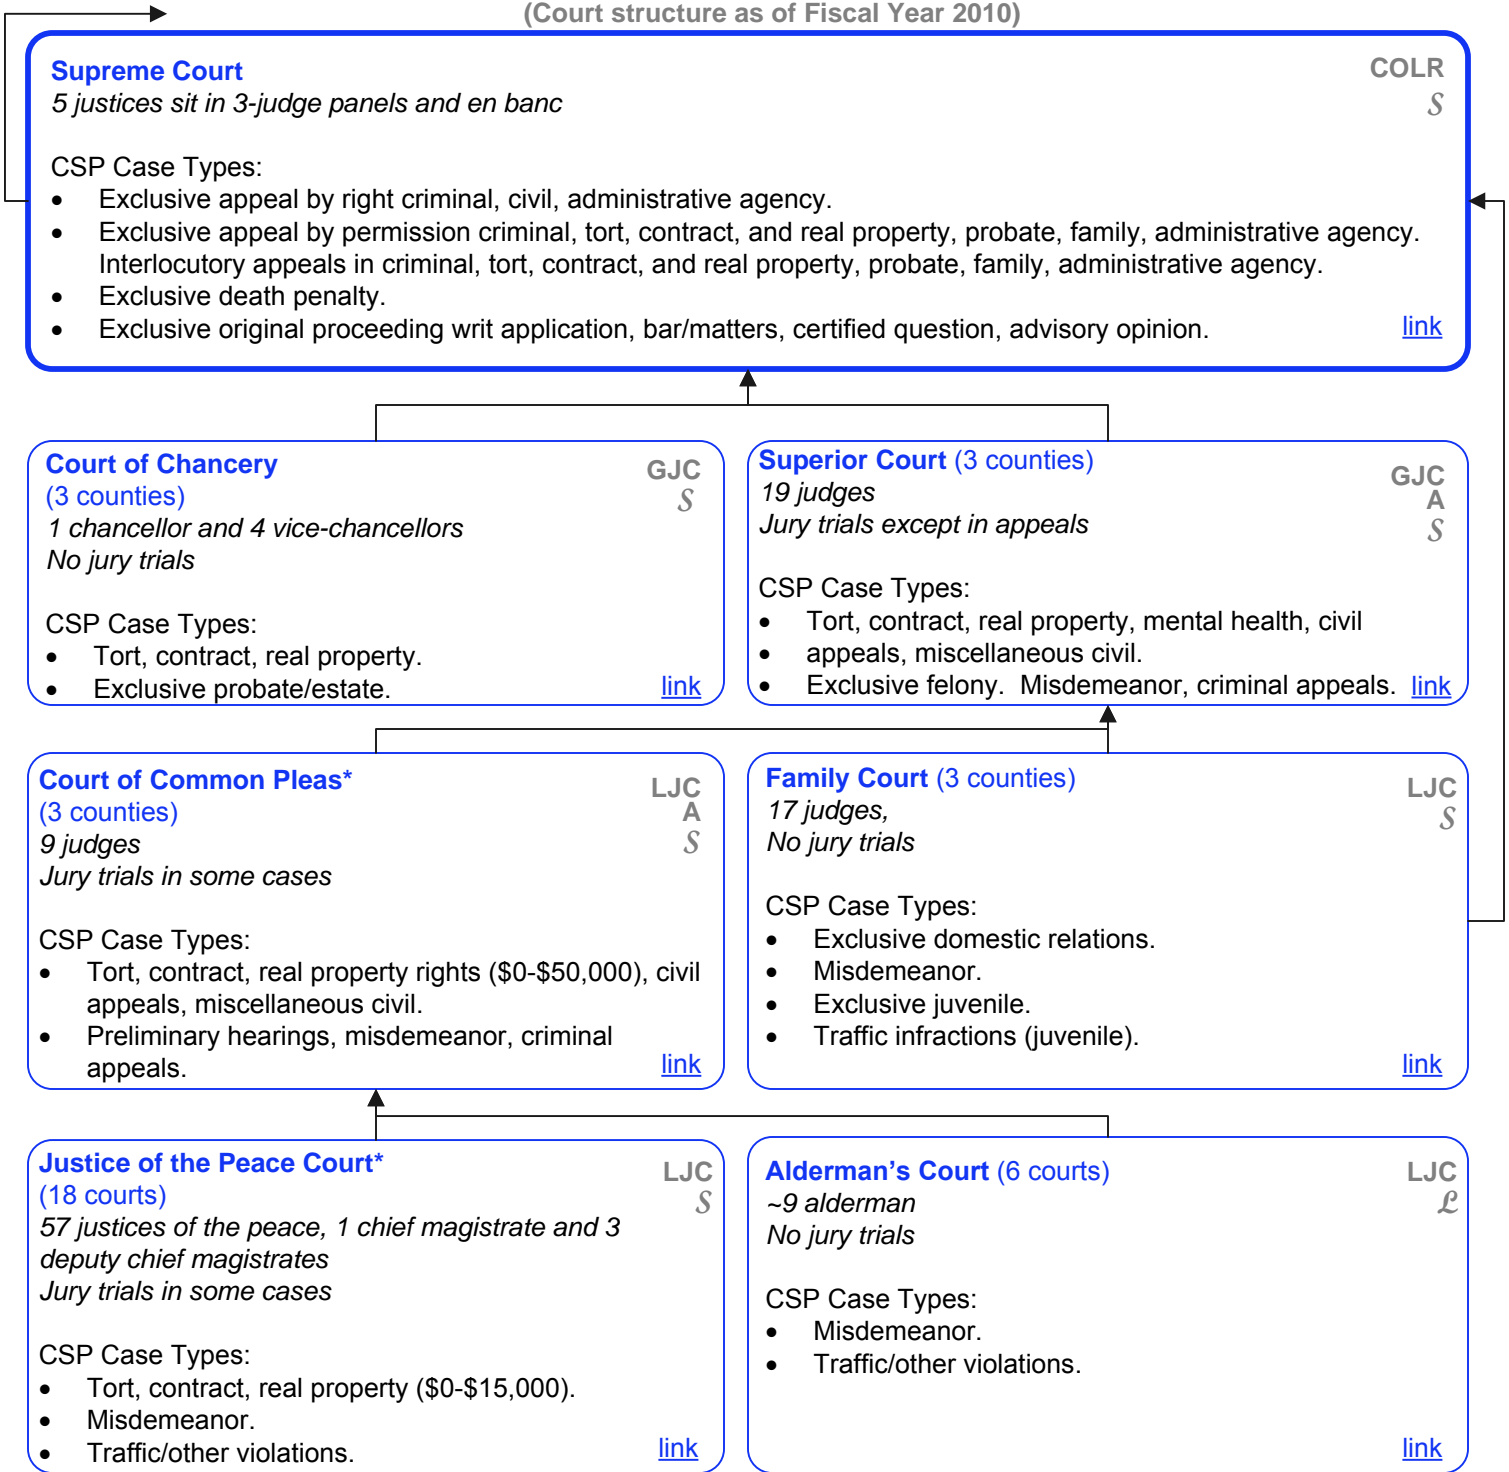 (Court structure as of Fiscal Year 2010)
Supreme Court
COLR
5 justices sit in 3-judge panels and en banc
S
CSP Case Types:
• Exclusive appeal by right criminal, civil, administrative agency.
• Exclusive appeal by permission criminal, tort, contract, and real property, probate, family, administrative agency.
Interlocutory appeals in criminal, tort, contract, and real property, probate, family, administrative agency.
• Exclusive death penalty.
• Exclusive original proceeding writ application, bar/matters, certified question, advisory opinion.
link
Court of Chancery
GJC
(3 counties)
S
1 chancellor and 4 vice-chancellors
No jury trials
CSP Case Types:
• Tort, contract, real property.
• Exclusive probate/estate.
link
Superior Court (3 counties)
GJC
19 judges
A
Jury trials except in appeals
S
CSP Case Types:
• Tort, contract, real property, mental health, civil
• appeals, miscellaneous civil.
• Exclusive felony. Misdemeanor, criminal appeals.
link
Court of Common Pleas*
LJC
(3 counties)
A
9 judges
S
Jury trials in some cases
CSP Case Types:
• Tort, contract, real property rights ($0-$50,000), civil
appeals, miscellaneous civil.
• Preliminary hearings, misdemeanor, criminal
appeals.
link
Family Court (3 counties)
LJC
17 judges,
S
No jury trials
CSP Case Types:
• Exclusive domestic relations.
• Misdemeanor.
• Exclusive juvenile.
• Traffic infractions (juvenile).
link
Justice of the Peace Court*
LJC
(18 courts)
S
57 justices of the peace, 1 chief magistrate and 3
deputy chief magistrates
Jury trials in some cases
CSP Case Types:
• Tort, contract, real property ($0-$15,000).
• Misdemeanor.
• Traffic/other violations.
link
Alderman’s Court (6 courts)
LJC
~9 alderman
ℒ
No jury trials
CSP Case Types:
• Misdemeanor.
• Traffic/other violations.
link